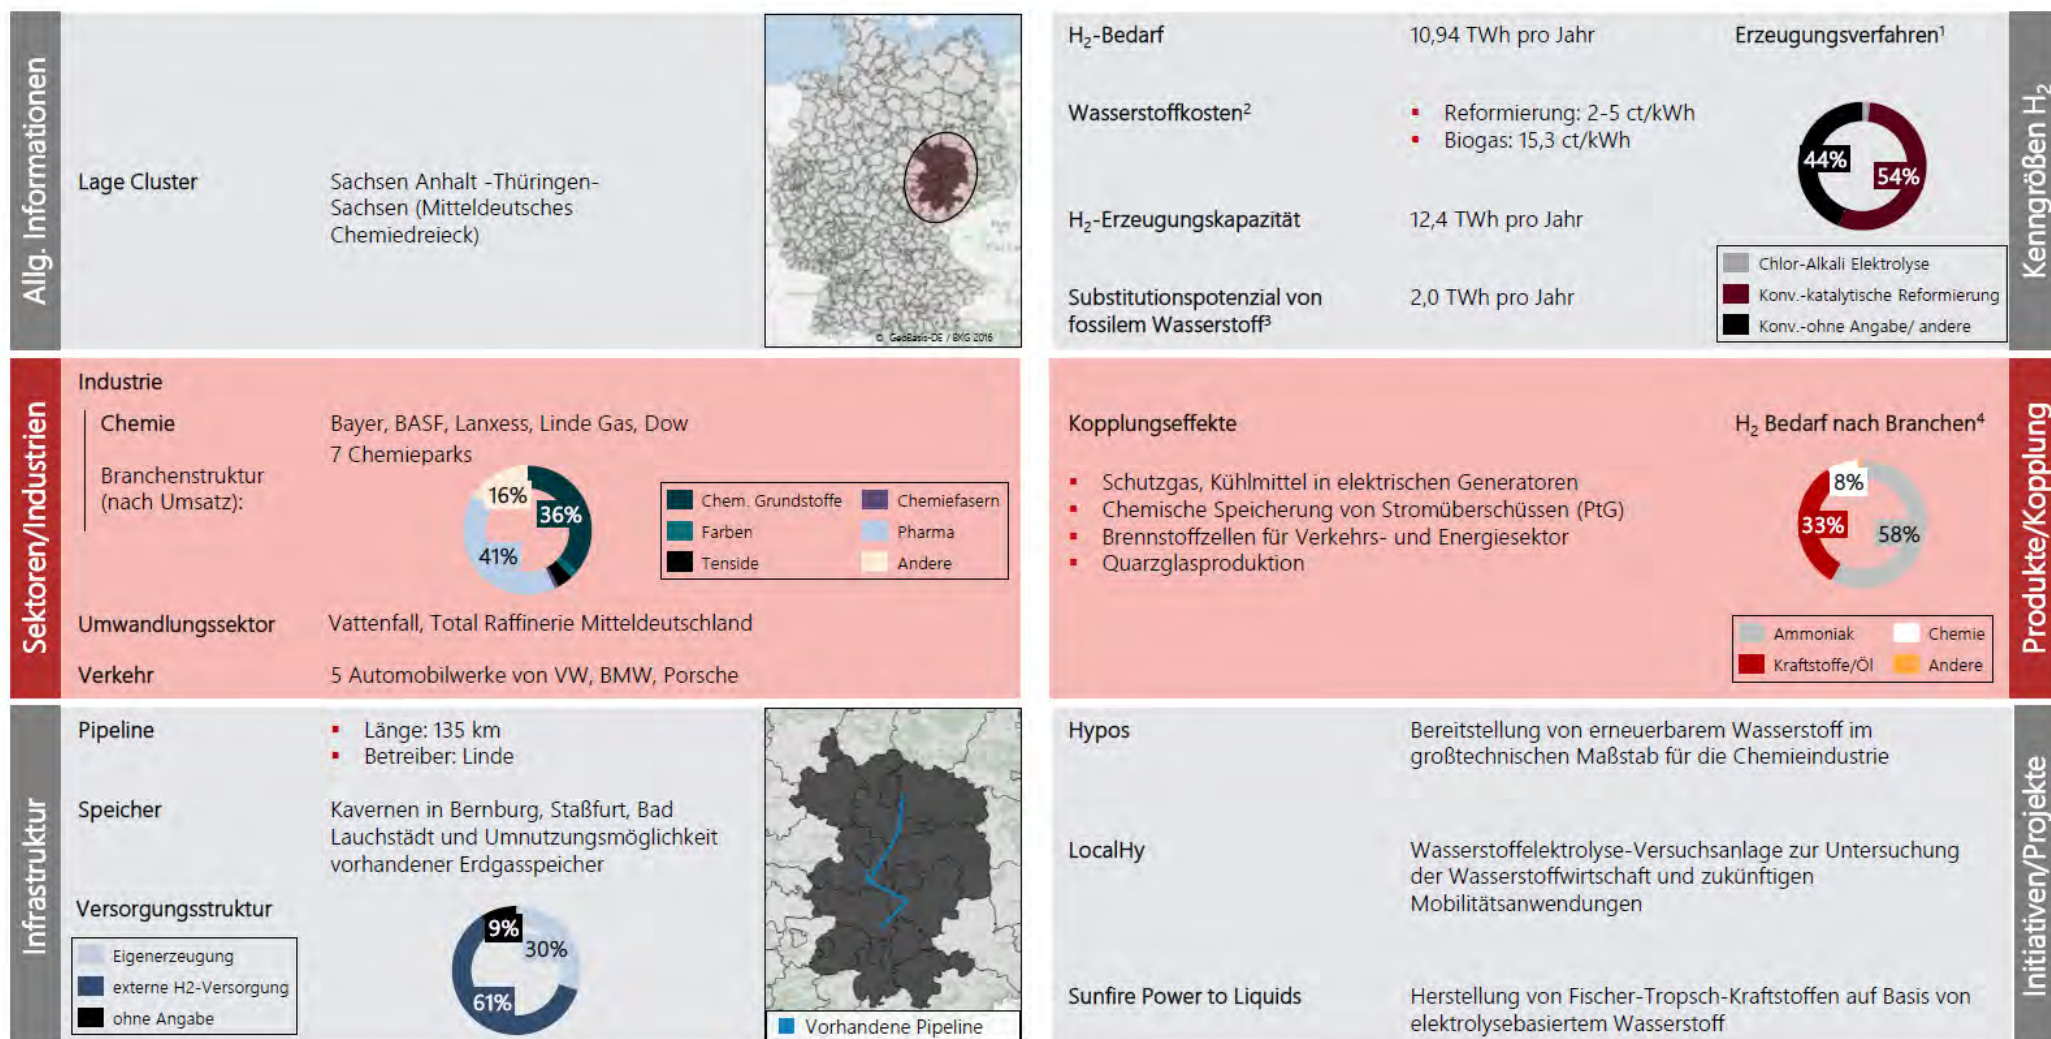 Allg. Informationen
Lage Cluster
Sachsen Anhalt -Thüringen-
Sachsen (Mitteldeutsches
Chemiedreieck)
© GeoBasis-DE / BKG 2016
Kenngrößen H₂
H₂-Bedarf
10,94 TWh pro Jahr
Erzeugungsverfahren¹
Wasserstoffkosten²
▪ Reformierung: 2-5 ct/kWh
▪ Biogas: 15,3 ct/kWh
44%
54%
H₂-Erzeugungskapazität
12,4 TWh pro Jahr
Chlor-Alkali Elektrolyse
Konv.-katalytische Reformierung
Konv.-ohne Angabe/ andere
Substitutionspotenzial von
fossilem Wasserstoff³
2,0 TWh pro Jahr
Sektoren/Industrien
Industrie
Chemie
Bayer, BASF, Lanxess, Linde Gas, Dow
7 Chemieparks
Branchenstruktur
(nach Umsatz):
16%
36%
41%
Chem. Grundstoffe
Chemiefasern
Farben
Pharma
Tenside
Andere
Umwandlungssektor
Vattenfall, Total Raffinerie Mitteldeutschland
Verkehr
5 Automobilwerke von VW, BMW, Porsche
Produkte/Kopplung
Kopplungseffekte
H₂ Bedarf nach Branchen⁴
▪ Schutzgas, Kühlmittel in elektrischen Generatoren
▪ Chemische Speicherung von Stromüberschüssen (PtG)
▪ Brennstoffzellen für Verkehrs- und Energiesektor
▪ Quarzglasproduktion
8%
33%
58%
Ammoniak
Chemie
Kraftstoffe/Öl
Andere
Infrastruktur
Pipeline
▪ Länge: 135 km
▪ Betreiber: Linde
Speicher
Kavernen in Bernburg, Staßfurt, Bad
Lauchstädt und Umnutzungsmöglichkeit
vorhandener Erdgasspeicher
Versorgungsstruktur
Eigenerzeugung
externe H2-Versorgung
ohne Angabe
9%
30%
61%
Vorhandene Pipeline
Initiativen/Projekte
Hypos
Bereitstellung von erneuerbarem Wasserstoff im
großtechnischen Maßstab für die Chemieindustrie
LocalHy
Wasserstoffelektrolyse-Versuchsanlage zur Untersuchung
der Wasserstoffwirtschaft und zukünftigen
Mobilitätsanwendungen
Sunfire Power to Liquids
Herstellung von Fischer-Tropsch-Kraftstoffen auf Basis von
elektrolysebasiertem Wasserstoff